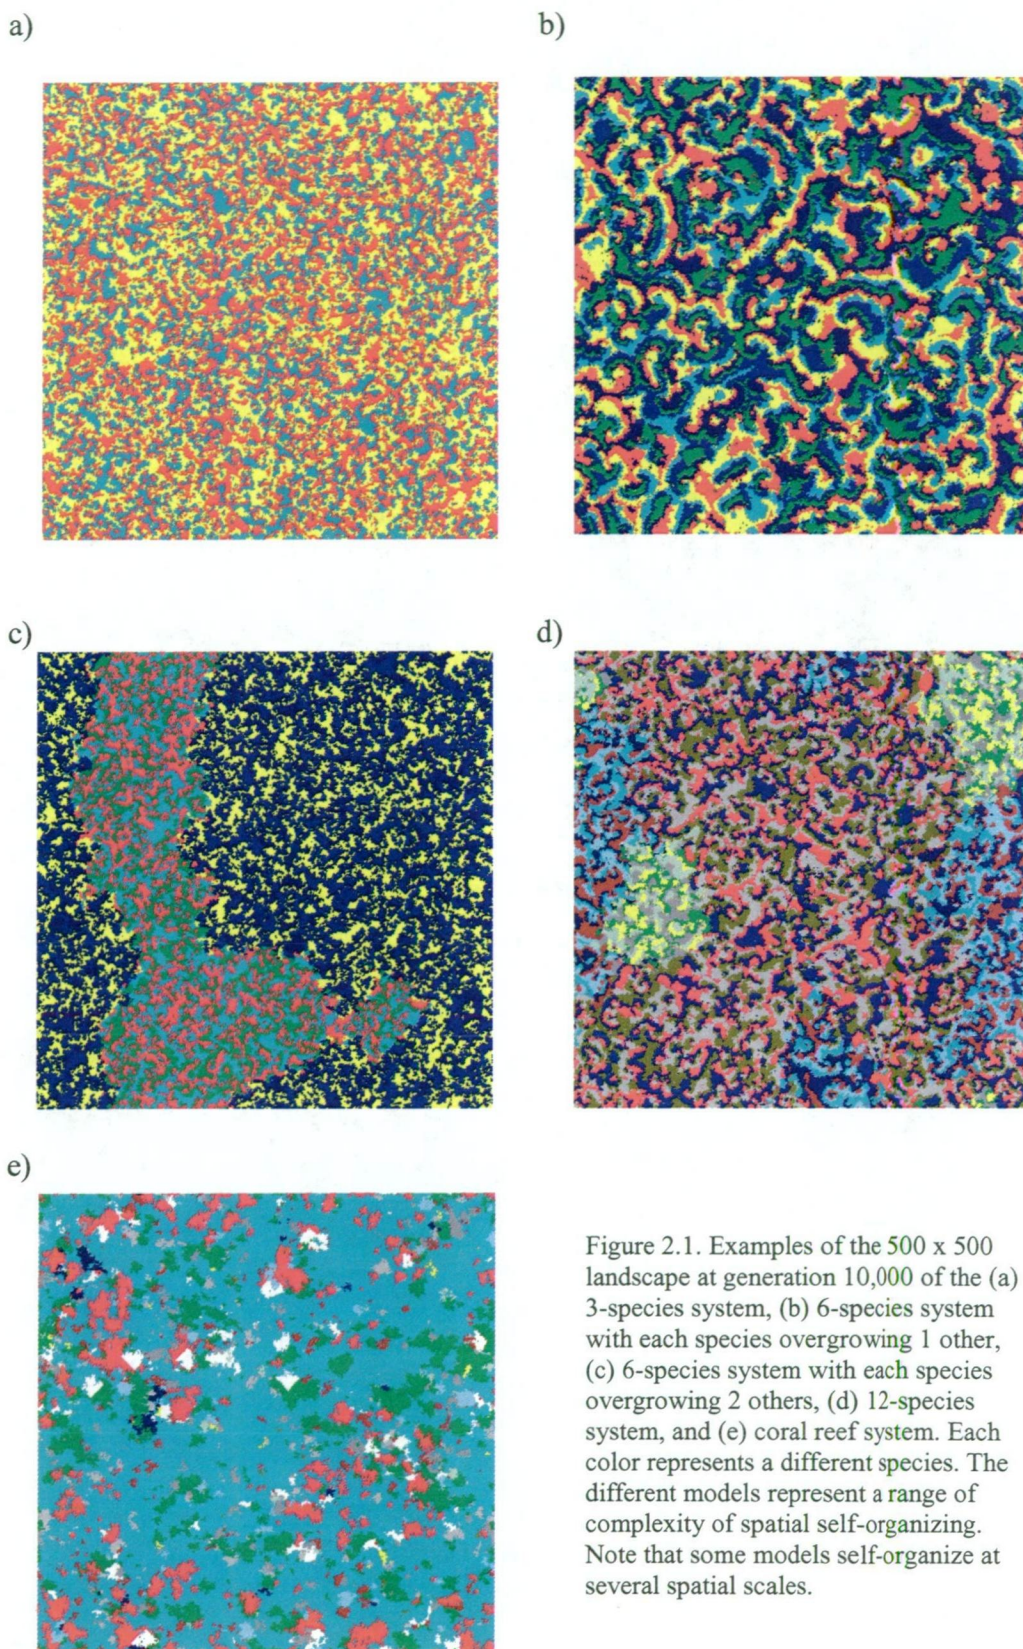 a)
b)
c)
d)
e)
Figure 2.1. Examples of the 500 x 500
landscape at generation 10,000 of the (a)
3-species system, (b) 6-species system
with each species overgrowing 1 other,
(c) 6-species system with each species
overgrowing 2 others, (d) 12-species
system, and (e) coral reef system. Each
color represents a different species. The
different models represent a range of
complexity of spatial self-organizing.
Note that some models self-organize at
several spatial scales.